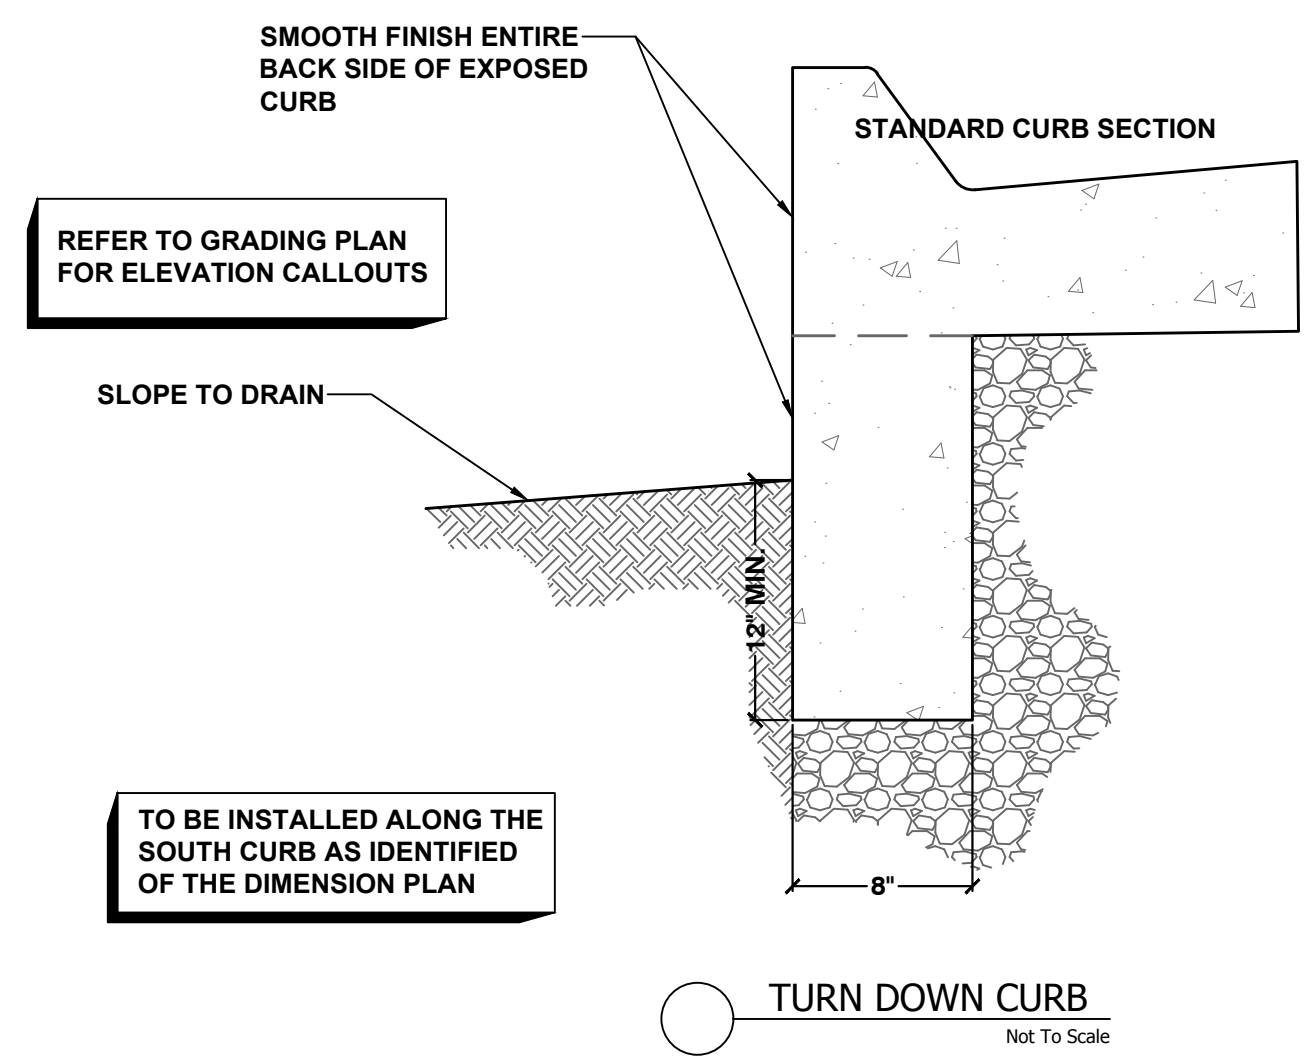 SMOOTH FINISH ENTIRE
BACK SIDE OF EXPOSED
CURB
STANDARD CURB SECTION
REFER TO GRADING PLAN
FOR ELEVATION CALLOUTS
SLOPE TO DRAIN
12" MIN.
TO BE INSTALLED ALONG THE
SOUTH CURB AS IDENTIFIED
OF THE DIMENSION PLAN
8"
TURN DOWN CURB
Not To Scale